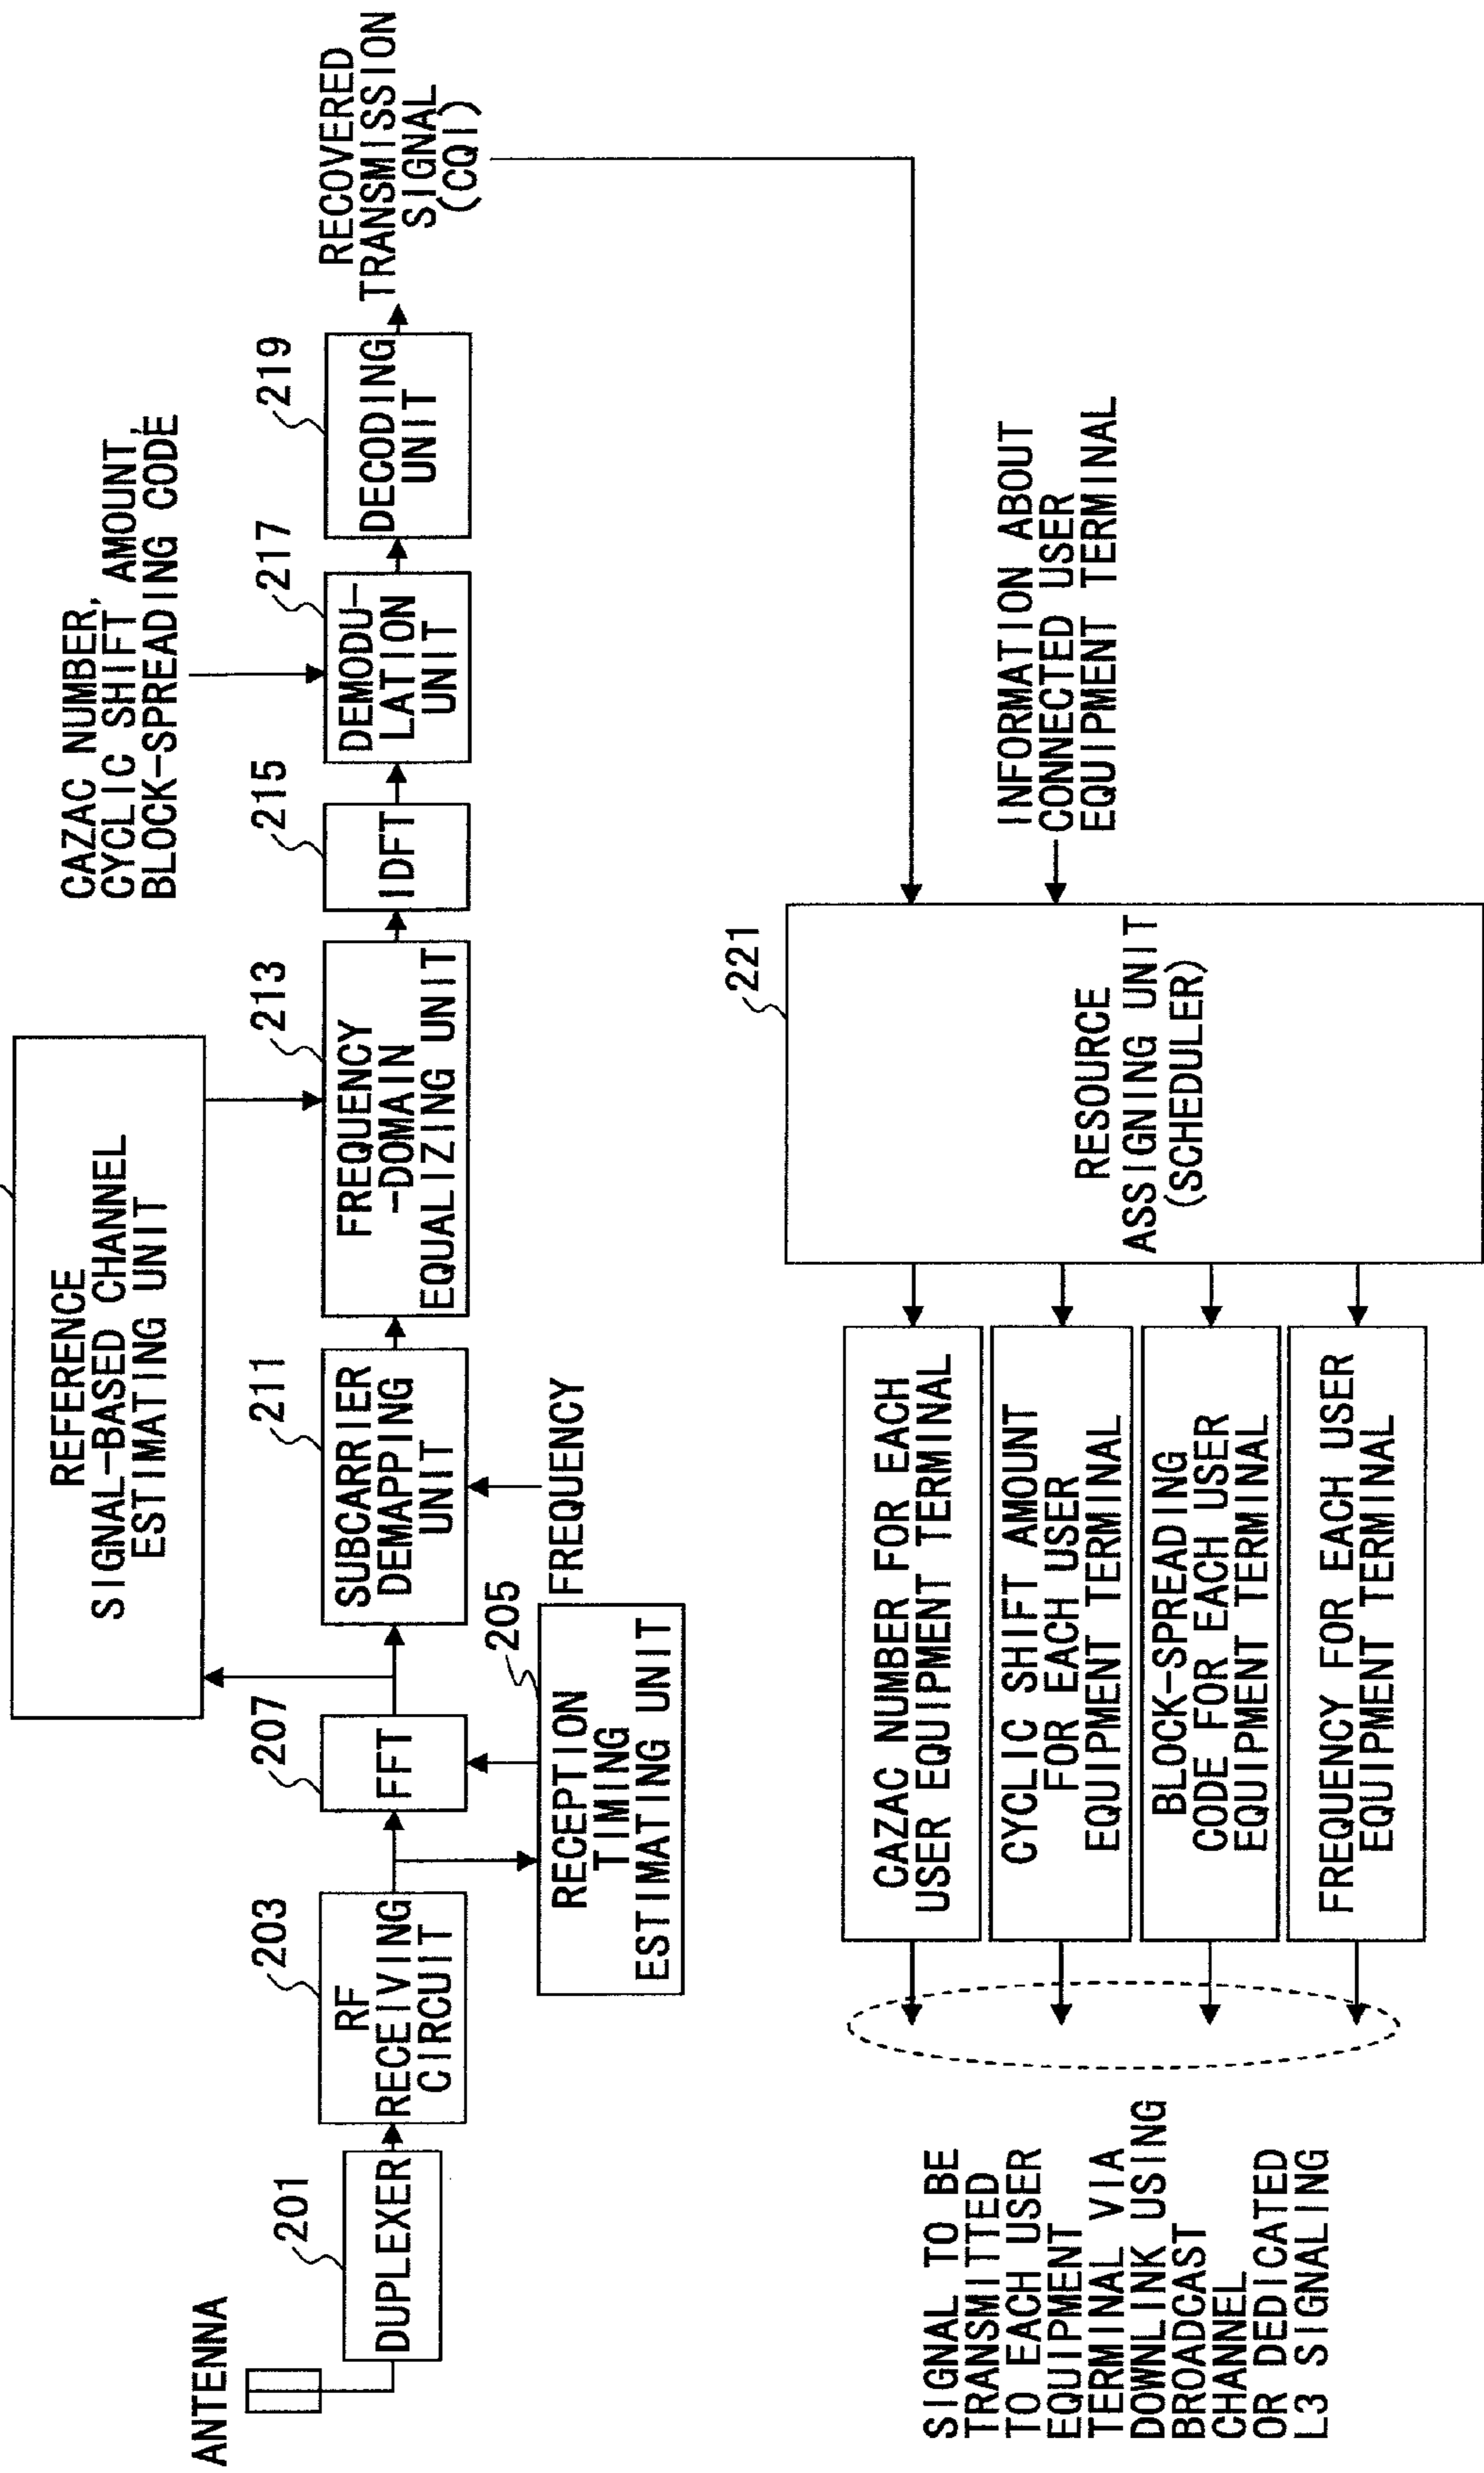 ANTENNA
201
DUPLEXER
203
RF
RECEIVING
CIRCUIT
205
RECEPTION
TIMING
ESTIMATING UNIT
207
FFT
REFERENCE
SIGNAL-BASED CHANNEL
ESTIMATING UNIT
211
SUBCARRIER
DEMAPPING
UNIT
FREQUENCY
213
FREQUENCY
-DOMAIN
EQUALIZING UNIT
215
IDFT
CAZAC NUMBER,
CYCLIC SHIFT AMOUNT,
BLOCK-SPREADING CODE
217
DEMODU-
LATION
UNIT
219
DECODING
UNIT
RECOVERED
TRANSMISSION
SIGNAL
(CQI)
INFORMATION ABOUT
CONNECTED USER
EQUIPMENT TERMINAL
221
RESOURCE
ASSIGNING UNIT
(SCHEDULER)
CAZAC NUMBER FOR EACH
USER EQUIPMENT TERMINAL
CYCLIC SHIFT AMOUNT
FOR EACH USER
EQUIPMENT TERMINAL
BLOCK-SPREADING
CODE FOR EACH USER
EQUIPMENT TERMINAL
FREQUENCY FOR EACH USER
EQUIPMENT TERMINAL
SIGNAL TO BE
TRANSMITTED
TO EACH USER
EQUIPMENT
TERMINAL VIA
DOWNLINK USING
BROADCAST
CHANNEL
OR DEDICATED
L3 SIGNALING